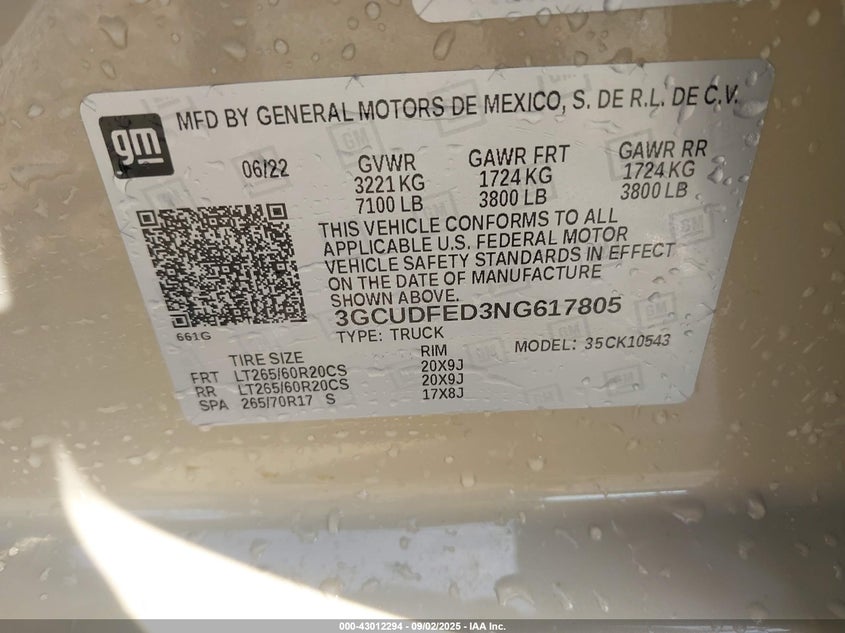 gm
MFD BY GENERAL MOTORS DE MEXICO, S. DE R.L. DE C.V.
06/22 GVWR GAWR FRT GAWR RR
3221 KG 1724 KG 1724 KG
7100 LB 3800 LB 3800 LB
THIS VEHICLE CONFORMS TO ALL
APPLICABLE U.S. FEDERAL MOTOR
VEHICLE SAFETY STANDARDS IN EFFECT
ON THE DATE OF MANUFACTURE
SHOWN ABOVE.
3GCUDFED3NG617805
661G
TYPE: TRUCK
MODEL: 35CK10543
TIRE SIZE RIM
FRT LT265/60R20CS 20X9J
RR LT265/60R20CS 20X9J
SPA 265/70R17 S 17X8J
000-43012294 - 09/02/2025 - IAA Inc.